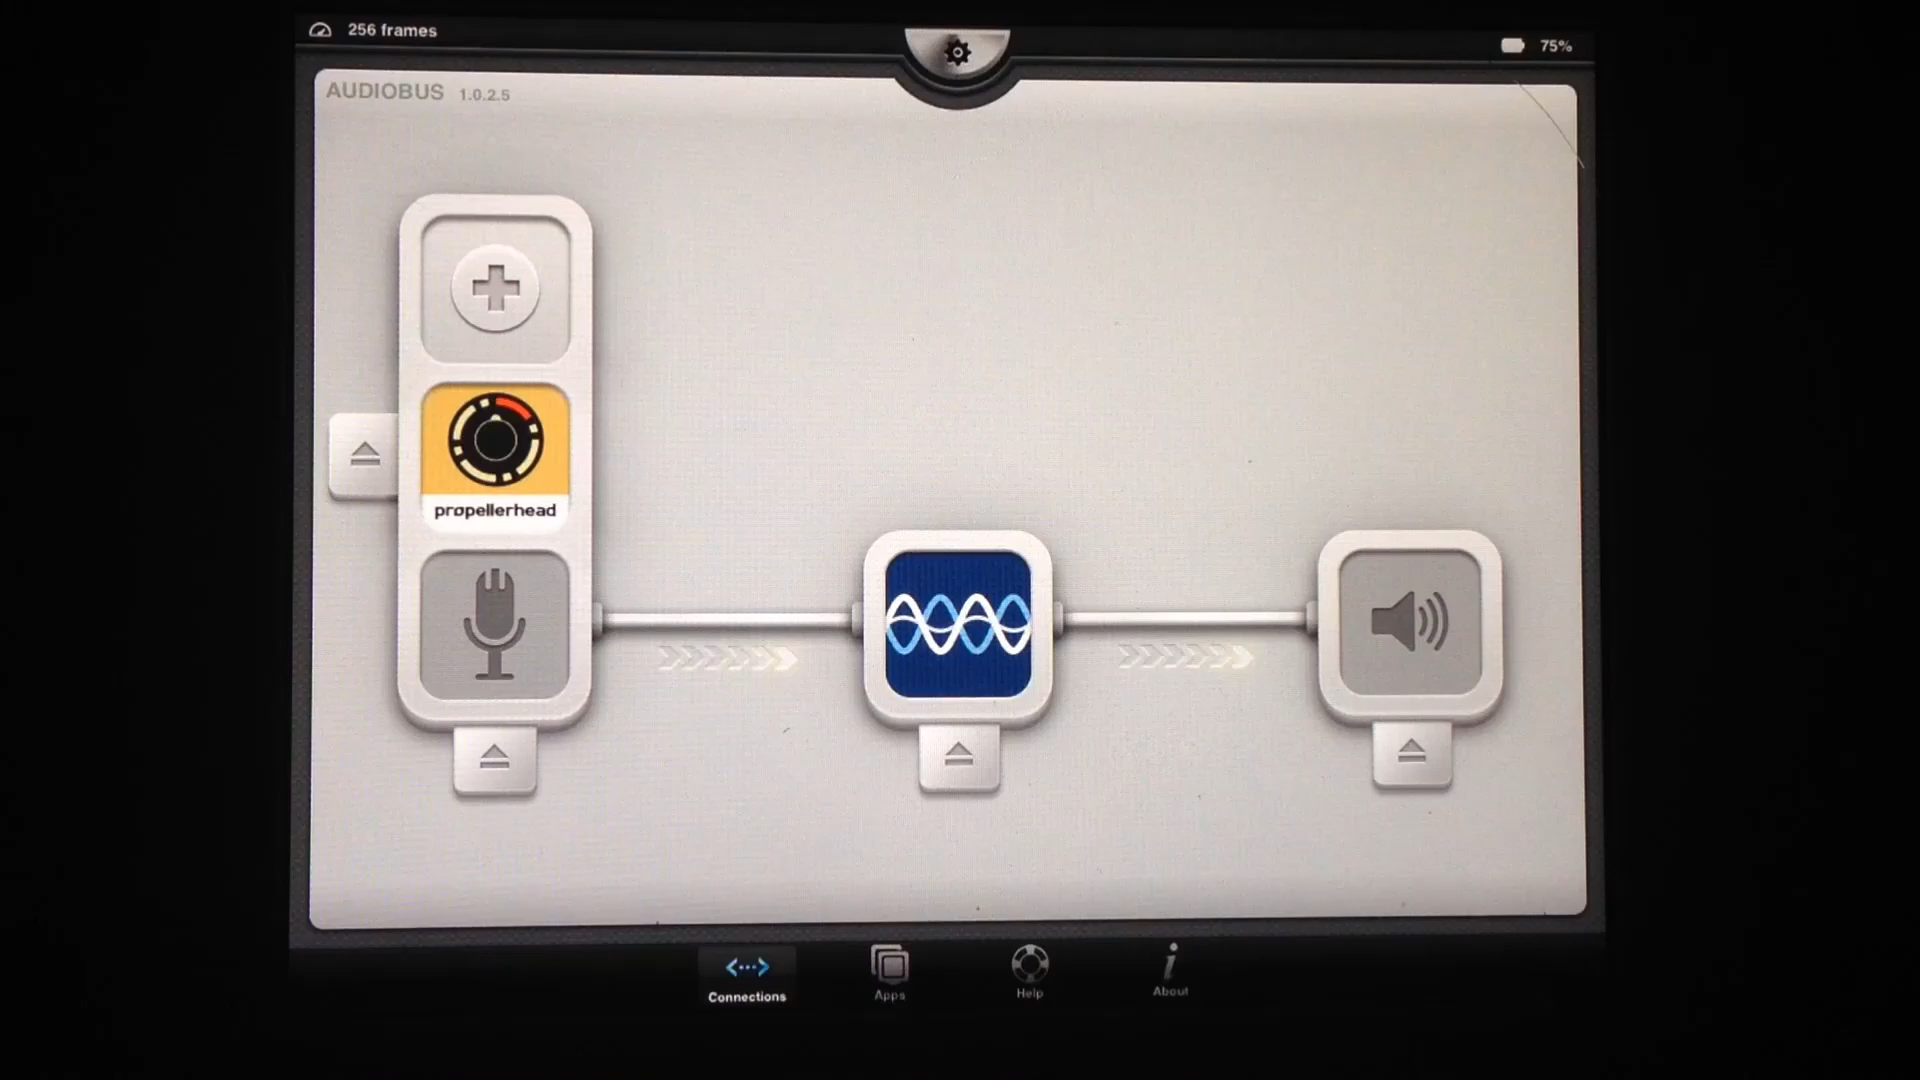 256 frames
75%
AUDIOBUS 1.0.2.5
propellerhead
Connections
Apps
Help
About